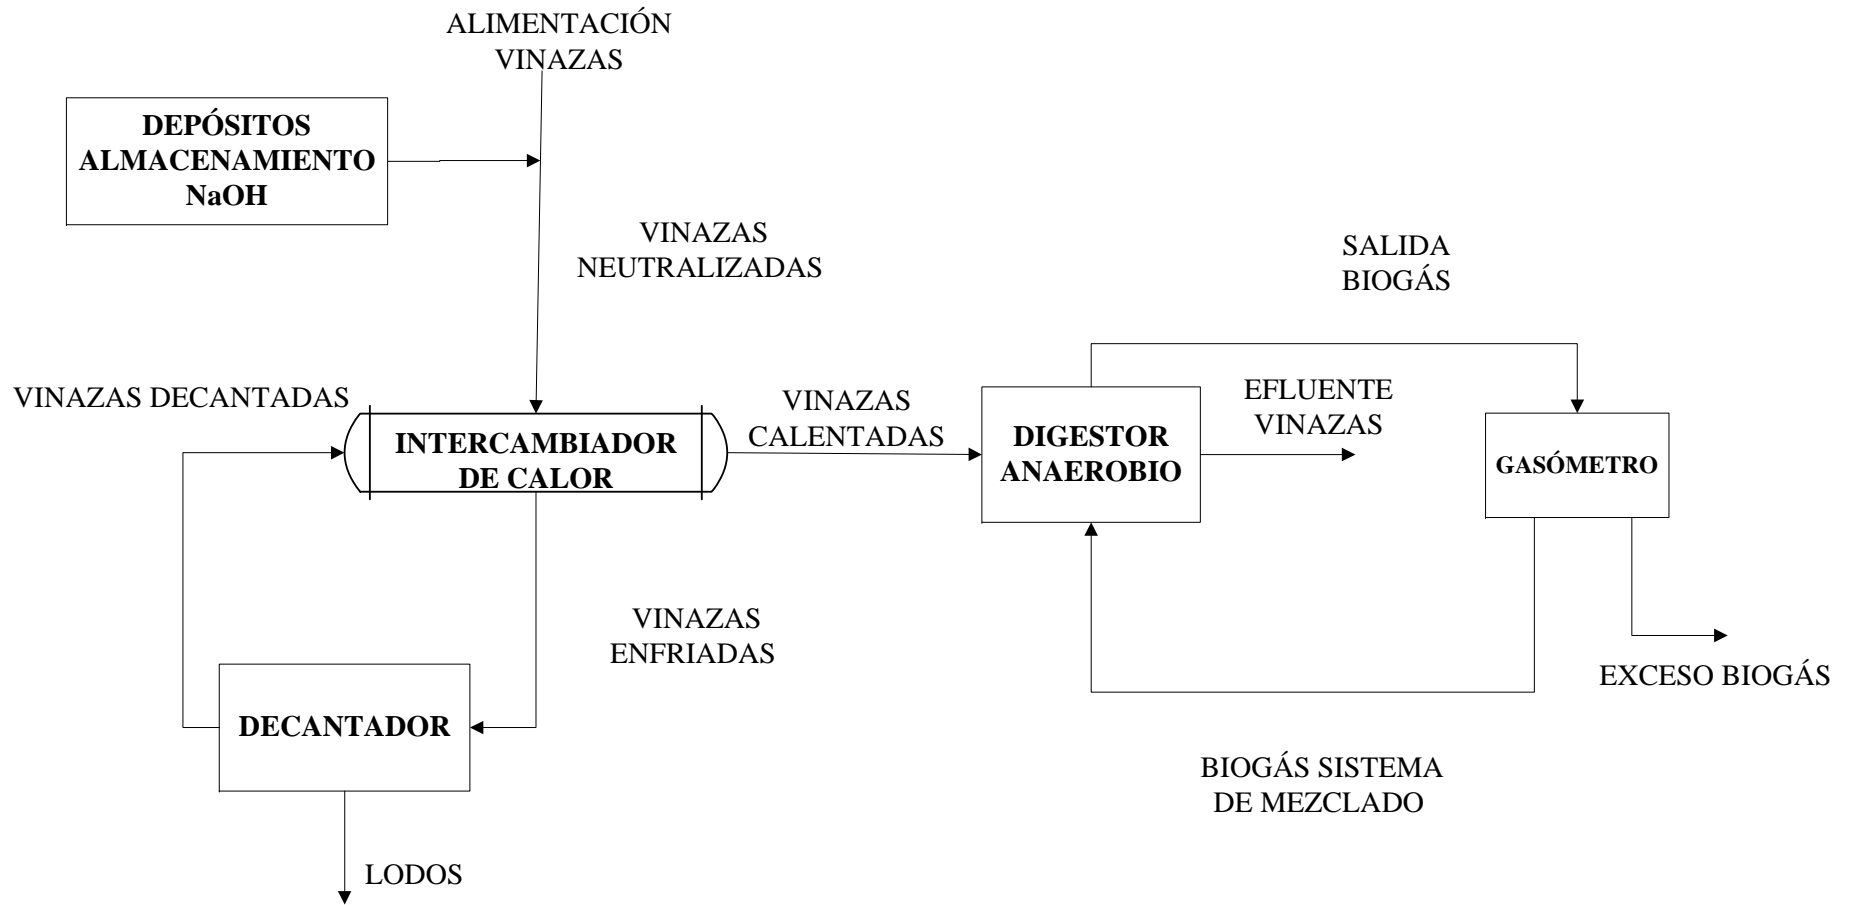 ALIMENTACIÓN
VINAZAS
DEPÓSITOS
ALMACENAMIENTO
NaOH
VINAZAS
NEUTRALIZADAS
SALIDA
BIOGÁS
VINAZAS DECANTADAS
INTERCAMBIADOR
DE CALOR
VINAZAS
CALENTADAS
DIGESTOR
ANAEROBIO
EFLUENTE
VINAZAS
GASÓMETRO
VINAZAS
ENFRIADAS
EXCESO BIOGÁS
DECANTADOR
BIOGÁS SISTEMA
DE MEZCLADO
LODOS